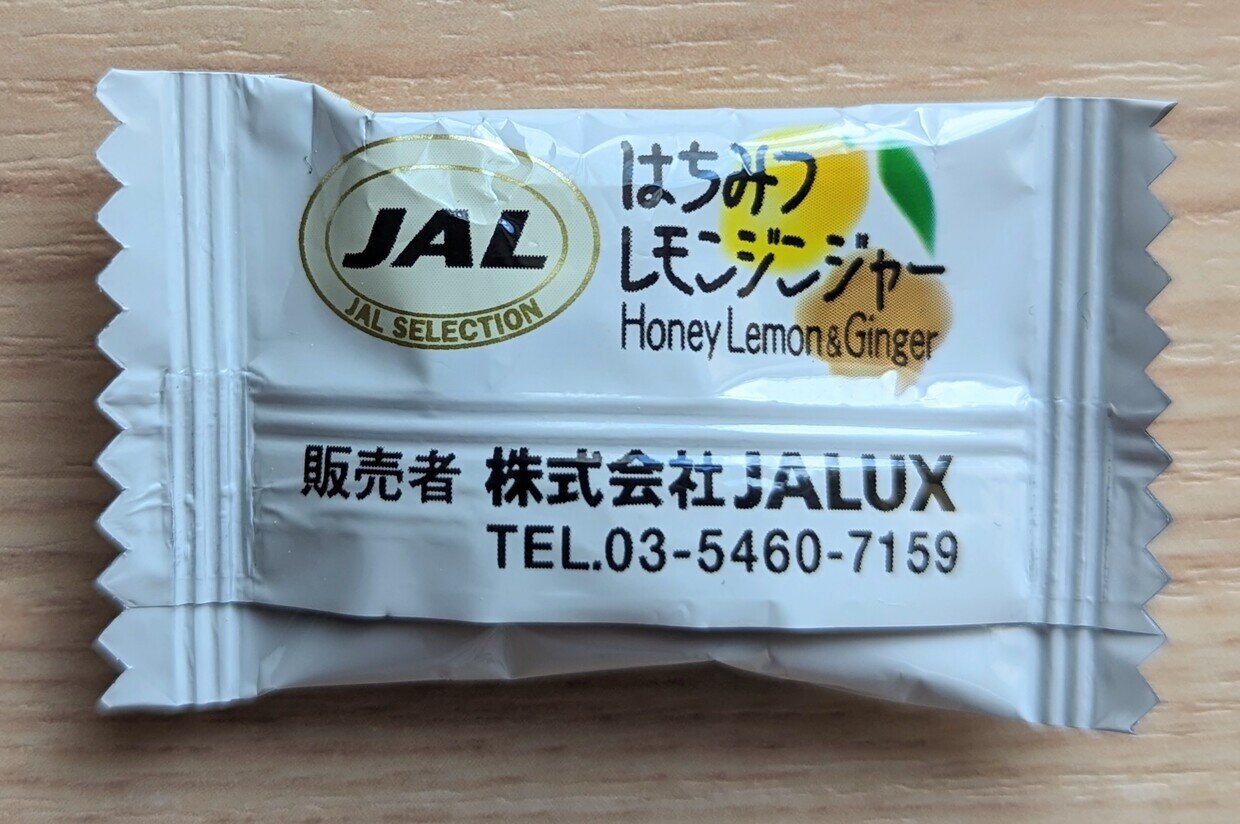 JAL
JAL SELECTION
はちみつ
レモンジンジャー
Honey Lemon&Ginger
販売者 株式会社JALUX
TEL.03-5460-7159